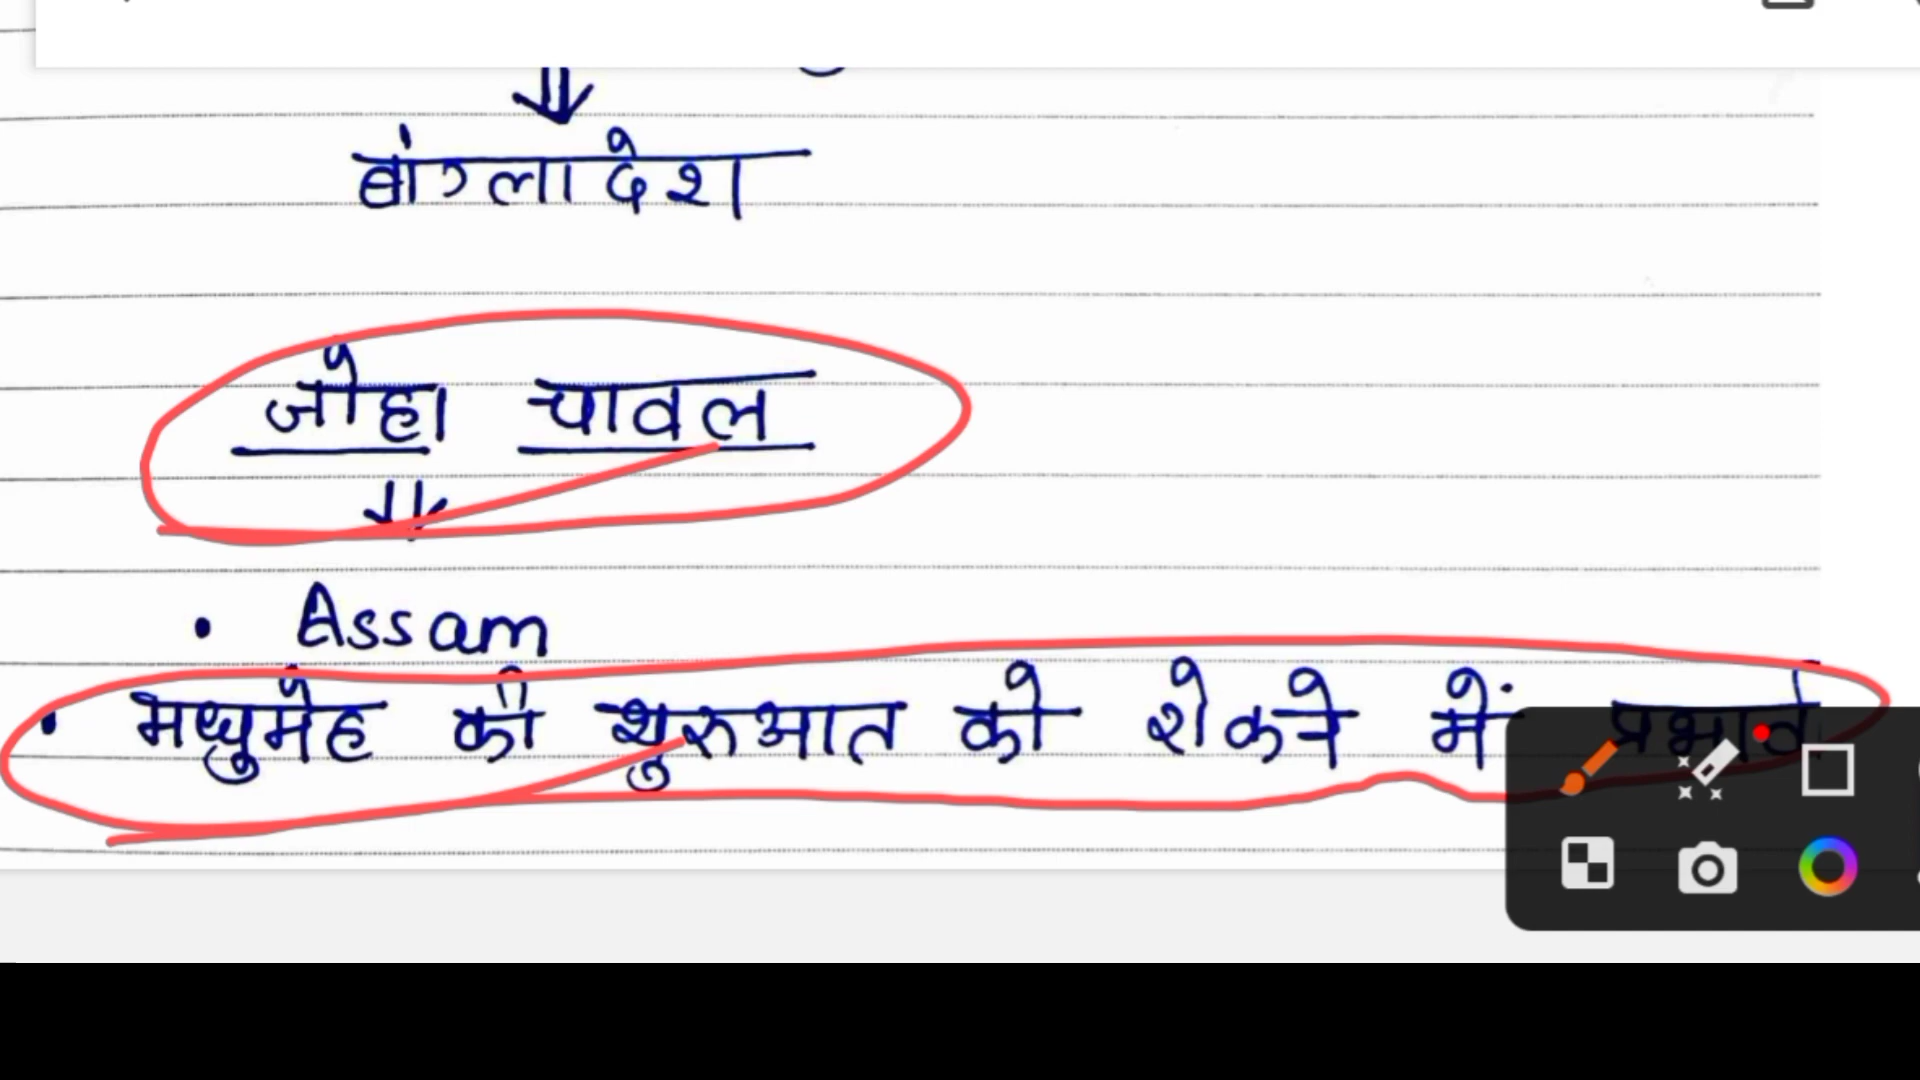 बांग्लादेश
जोहा चावल
• Assam
• मधुमेह की शुरुआत को रोकने में